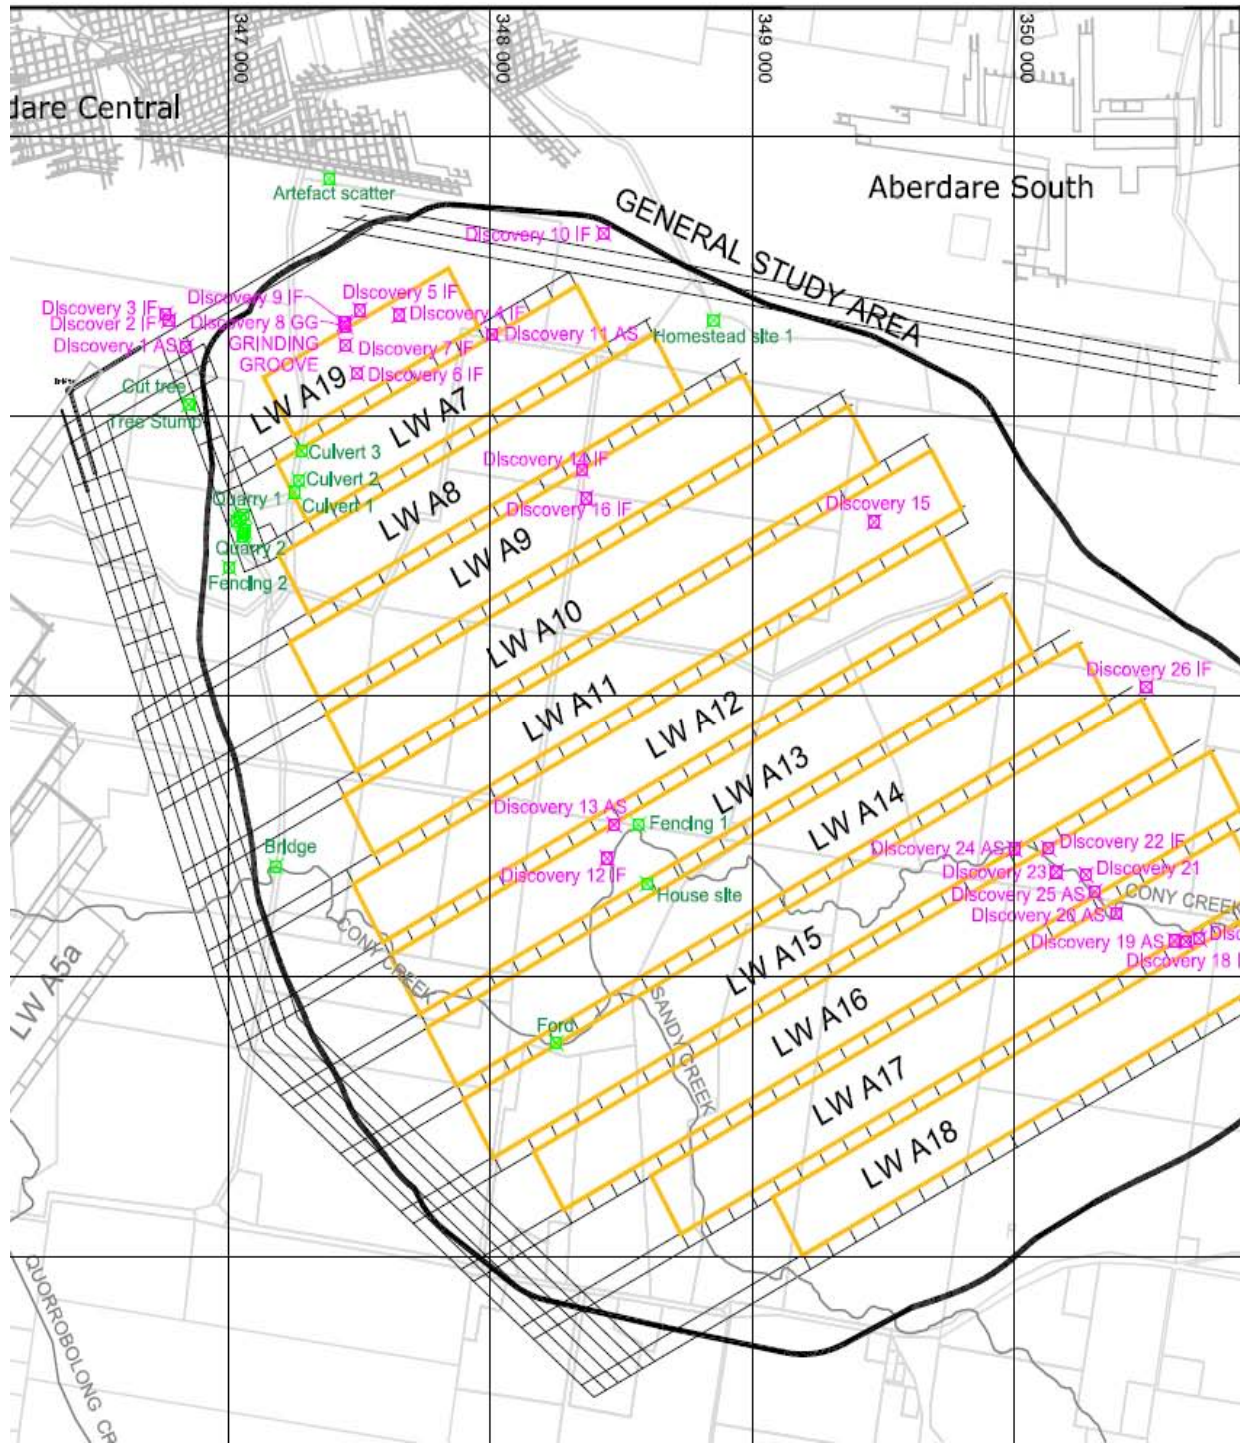 347 000
348 000
349 000
350 000
dare Central
Artefact scatter
Aberdare South
GENERAL STUDY AREA
Discovery 10 IF
Discovery 3 IF
Discover 2 IF
Discovery 1 AS
Discovery 9 IF
Discovery 5 IF
Discovery 4 IF
Discovery 8 GG
GRINDING
GROOVE
Discovery 7 IF
Discovery 6 IF
Discovery 11 AS
Homestead site 1
Cut tree
Tree Stump
LW A19
LW A7
Culvert 3
Culvert 2
Culvert 1
Quarry 1
Quarry 2
Fencing 2
LW A8
Discovery 14 IF
Discovery 16 IF
Discovery 15
LW A9
LW A10
LW A11
LW A12
LW A13
LW A14
Discovery 26 IF
Discovery 13 AS
Fencing 1
Discovery 12 IF
House site
Bridge
Discovery 24 AS
Discovery 22 IF
Discovery 23
Discovery 21
Discovery 25 AS
CONY CREEK
Discovery 20 AS
Discovery 19 AS
Disc
Discovery 18 I
CONY CREEK
LW A5a
Ford
SANDY CREEK
LW A15
LW A16
LW A17
LW A18
QUORROBOLONG CR